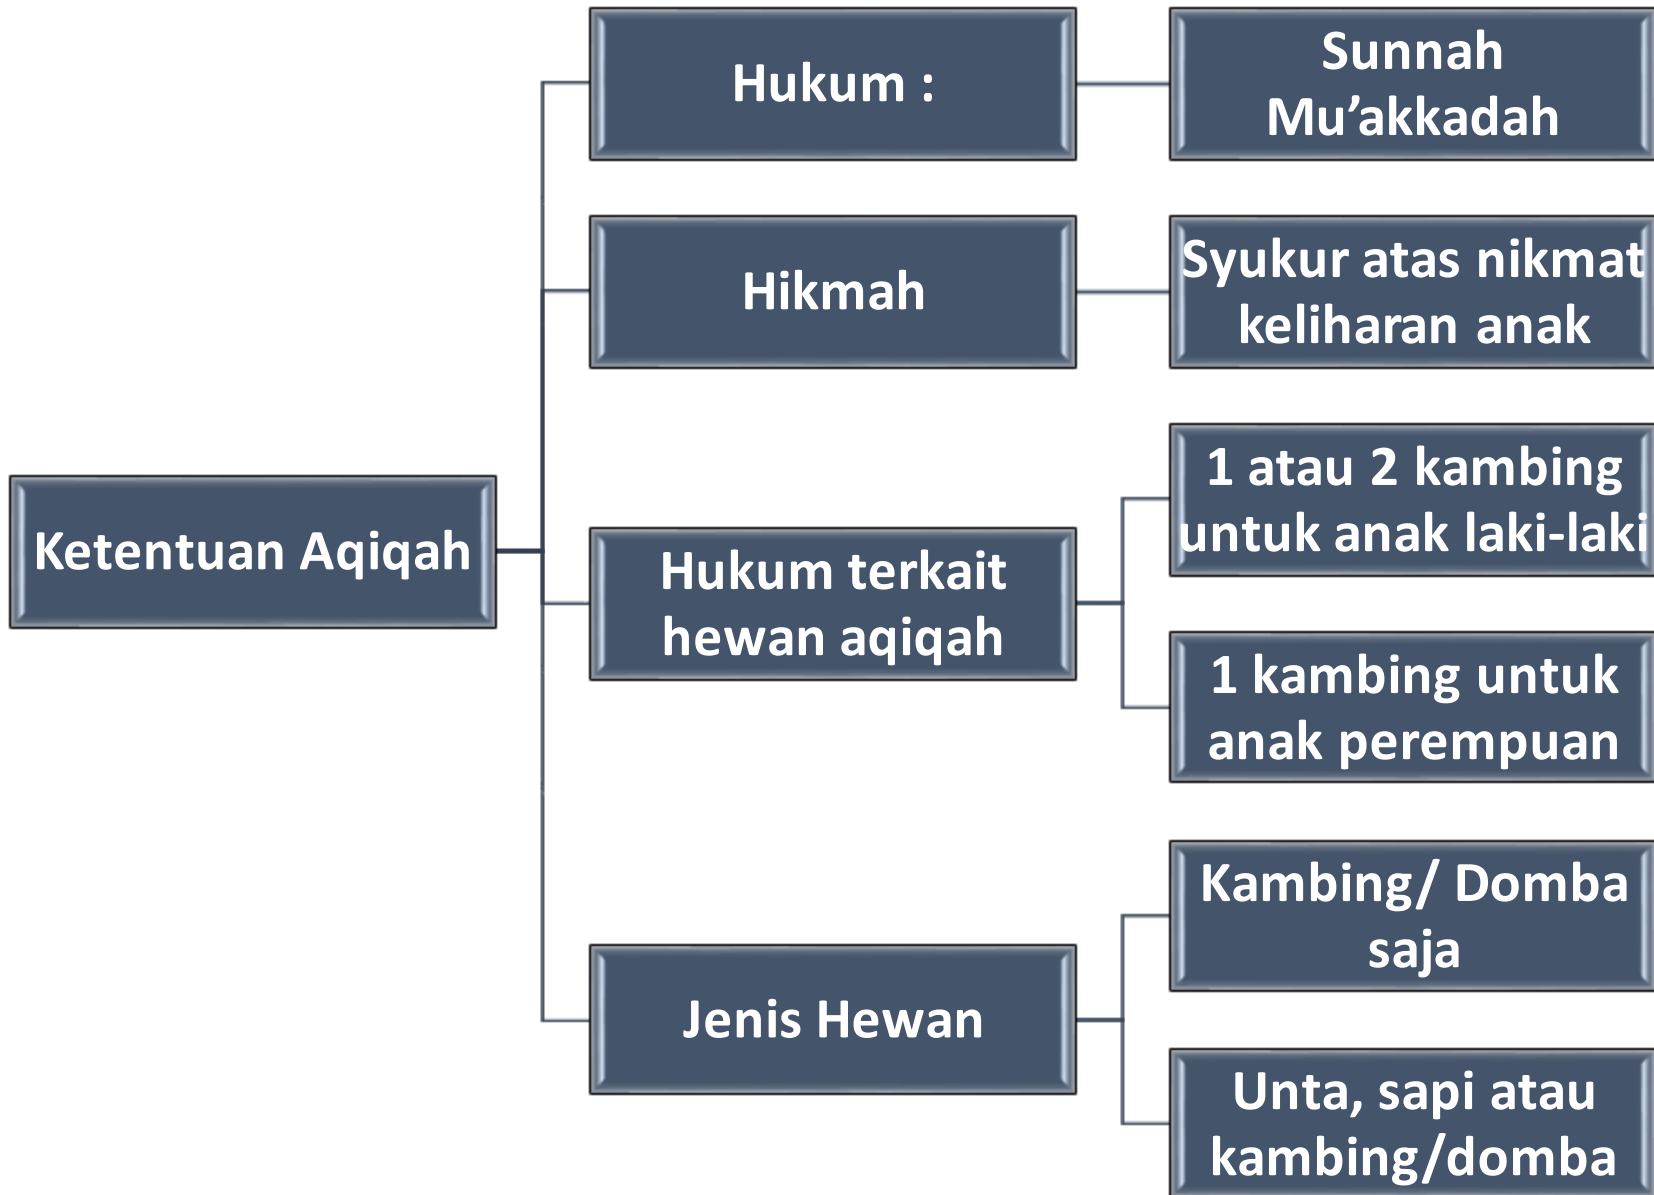 Ketentuan Aqiqah
Hukum :
Sunnah
Mu’akkadah
Hikmah
Syukur atas nikmat
keliharan anak
Hukum terkait
hewan aqiqah
1 atau 2 kambing
untuk anak laki-laki
1 kambing untuk
anak perempuan
Jenis Hewan
Kambing/ Domba
saja
Unta, sapi atau
kambing/domba